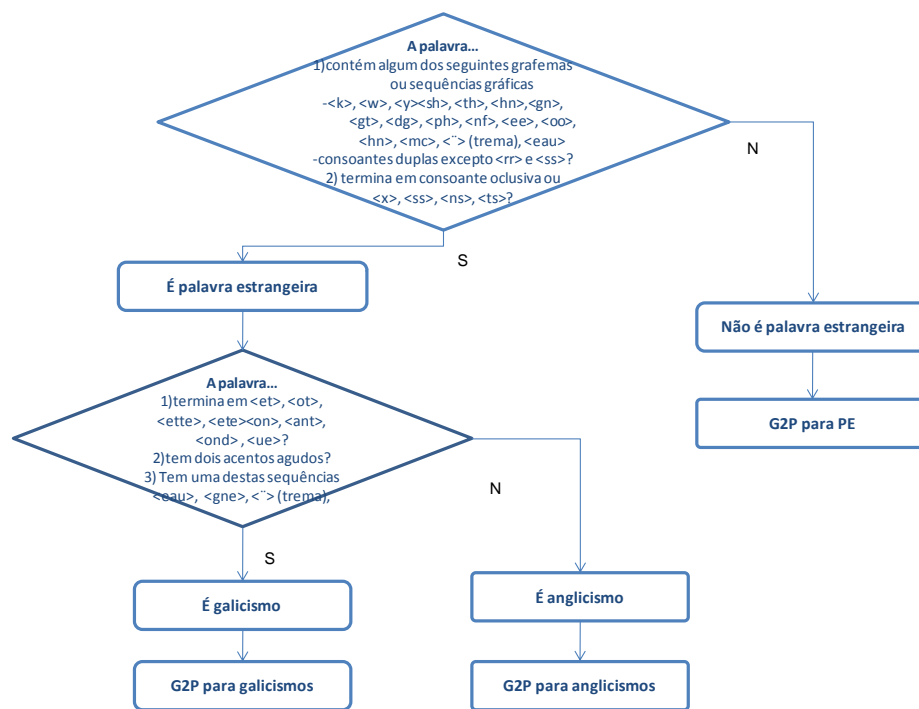 A palavra...
1)contém algum dos seguintes grafemas
ou sequências gráficas
-<k>, <w>, <y><sh>, <th>, <hn>,<gn>,
<gt>, <dg>, <ph>, <nf>, <ee>, <oo>,
<hn>, <mc>, <¨> (trema), <eau>
-consoantes duplas excepto <rr> e <ss>?
2) termina em consoante oclusiva ou
<x>, <ss>, <ns>, <ts>?
N
S
É palavra estrangeira
Não é palavra estrangeira
A palavra...
1)termina em <et>, <ot>,
<ette>, <ete><on>, <ant>,
<ond> , <ue>?
2)tem dois acentos agudos?
3) Tem uma destas sequências
<eau>, <gne>, <¨> (trema),
G2P para PE
N
S
É galicismo
É anglicismo
G2P para galicismos
G2P para anglicismos